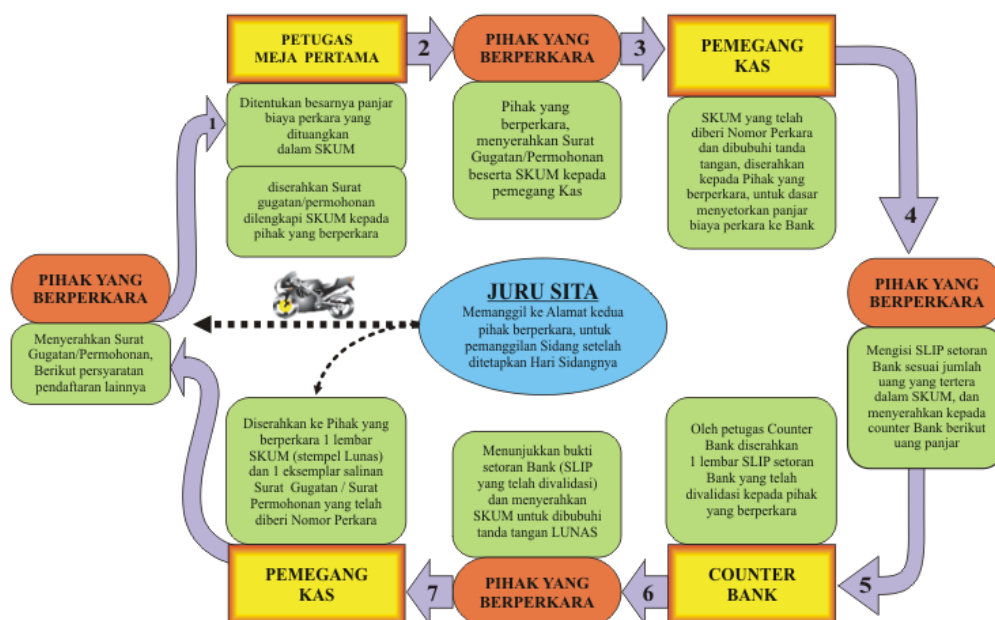 PETUGAS
MEJA PERTAMA
Ditentukan besarnya panjar
biaya perkara yang
dituangkan
dalam SKUM
diserahkan Surat
gugatan/permohonan
dilengkapi SKUM kepada
pihak yang berperkara
2
PIHAK YANG
BERPERKARA
Pihak yang
berperkara,
menyerahkan Surat
Gugatan/Permohonan
beserta SKUM kepada
pemegang Kas
3
PEMEGANG
KAS
SKUM yang telah
diberi Nomor Perkara
dan dibubuhi tanda
tangan, diserahkan
kepada Pihak yang
berperkara, untuk dasar
menyetorkan panjar
biaya perkara ke Bank
1
4
PIHAK YANG
BERPERKARA
Menyerahkan Surat
Gugatan/Permohonan,
Berikut persyaratan
pendaftaran lainnya
JURU SITA
Memanggil ke Alamat kedua
pihak berperkara, untuk
pemanggilan Sidang setelah
ditetapkan Hari Sidangnya
PIHAK YANG
BERPERKARA
Mengisi SLIP setoran
Bank sesuai jumlah
uang yang tertera
dalam SKUM, dan
menyerahkan kepada
counter Bank berikut
uang panjar
Diserahkan ke Pihak yang
berperkara 1 lembar
SKUM (stempel Lunas)
dan 1 eksemplar salinan
Surat Gugatan / Surat
Permohonan yang telah
diberi Nomor Perkara
PEMEGANG
KAS
7
Menunjukkan bukti
setoran Bank (SLIP
yang telah divalidasi)
dan menyerahkan
SKUM untuk dibubuhi
tanda tangan LUNAS
PIHAK YANG
BERPERKARA
6
Oleh petugas Counter
Bank diserahkan
1 lembar SLIP setoran
Bank yang telah
divalidasi kepada pihak
yang berperkara
COUNTER
BANK
5